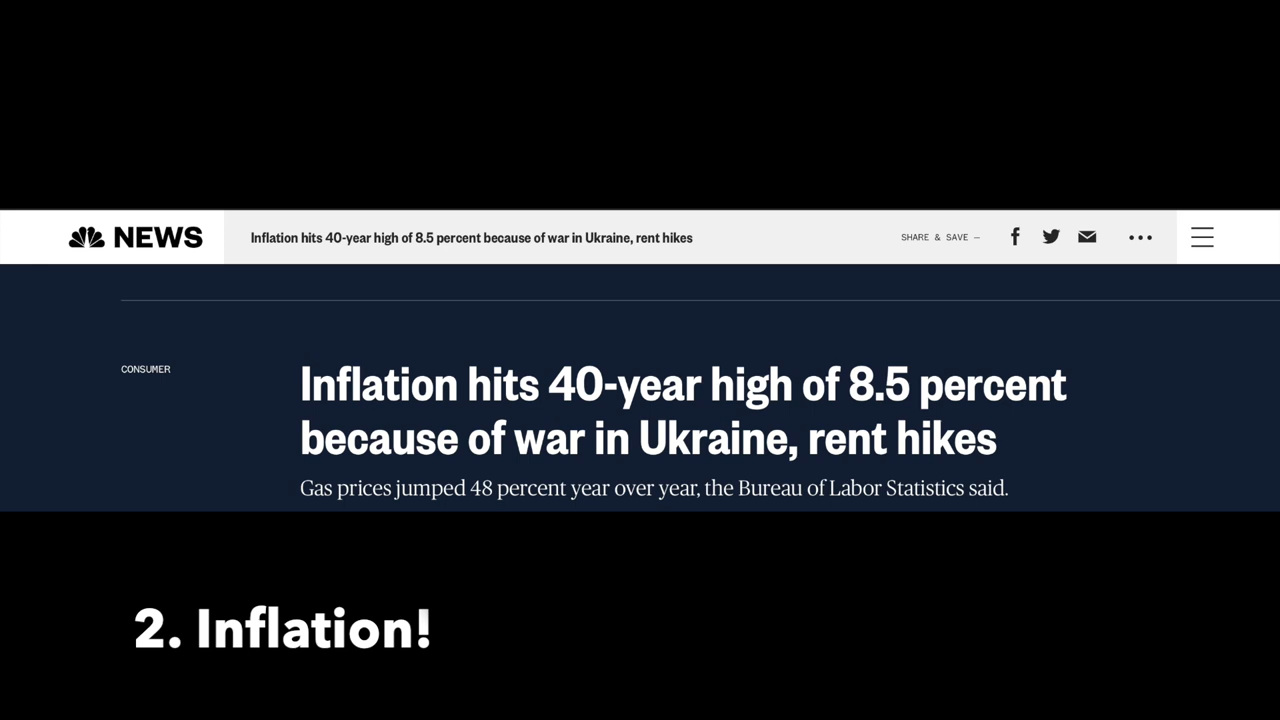 NEWS
Inflation hits 40-year high of 8.5 percent because of war in Ukraine, rent hikes
SHARE & SAVE —
CONSUMER
Inflation hits 40-year high of 8.5 percent
because of war in Ukraine, rent hikes
Gas prices jumped 48 percent year over year, the Bureau of Labor Statistics said.
2. Inflation!